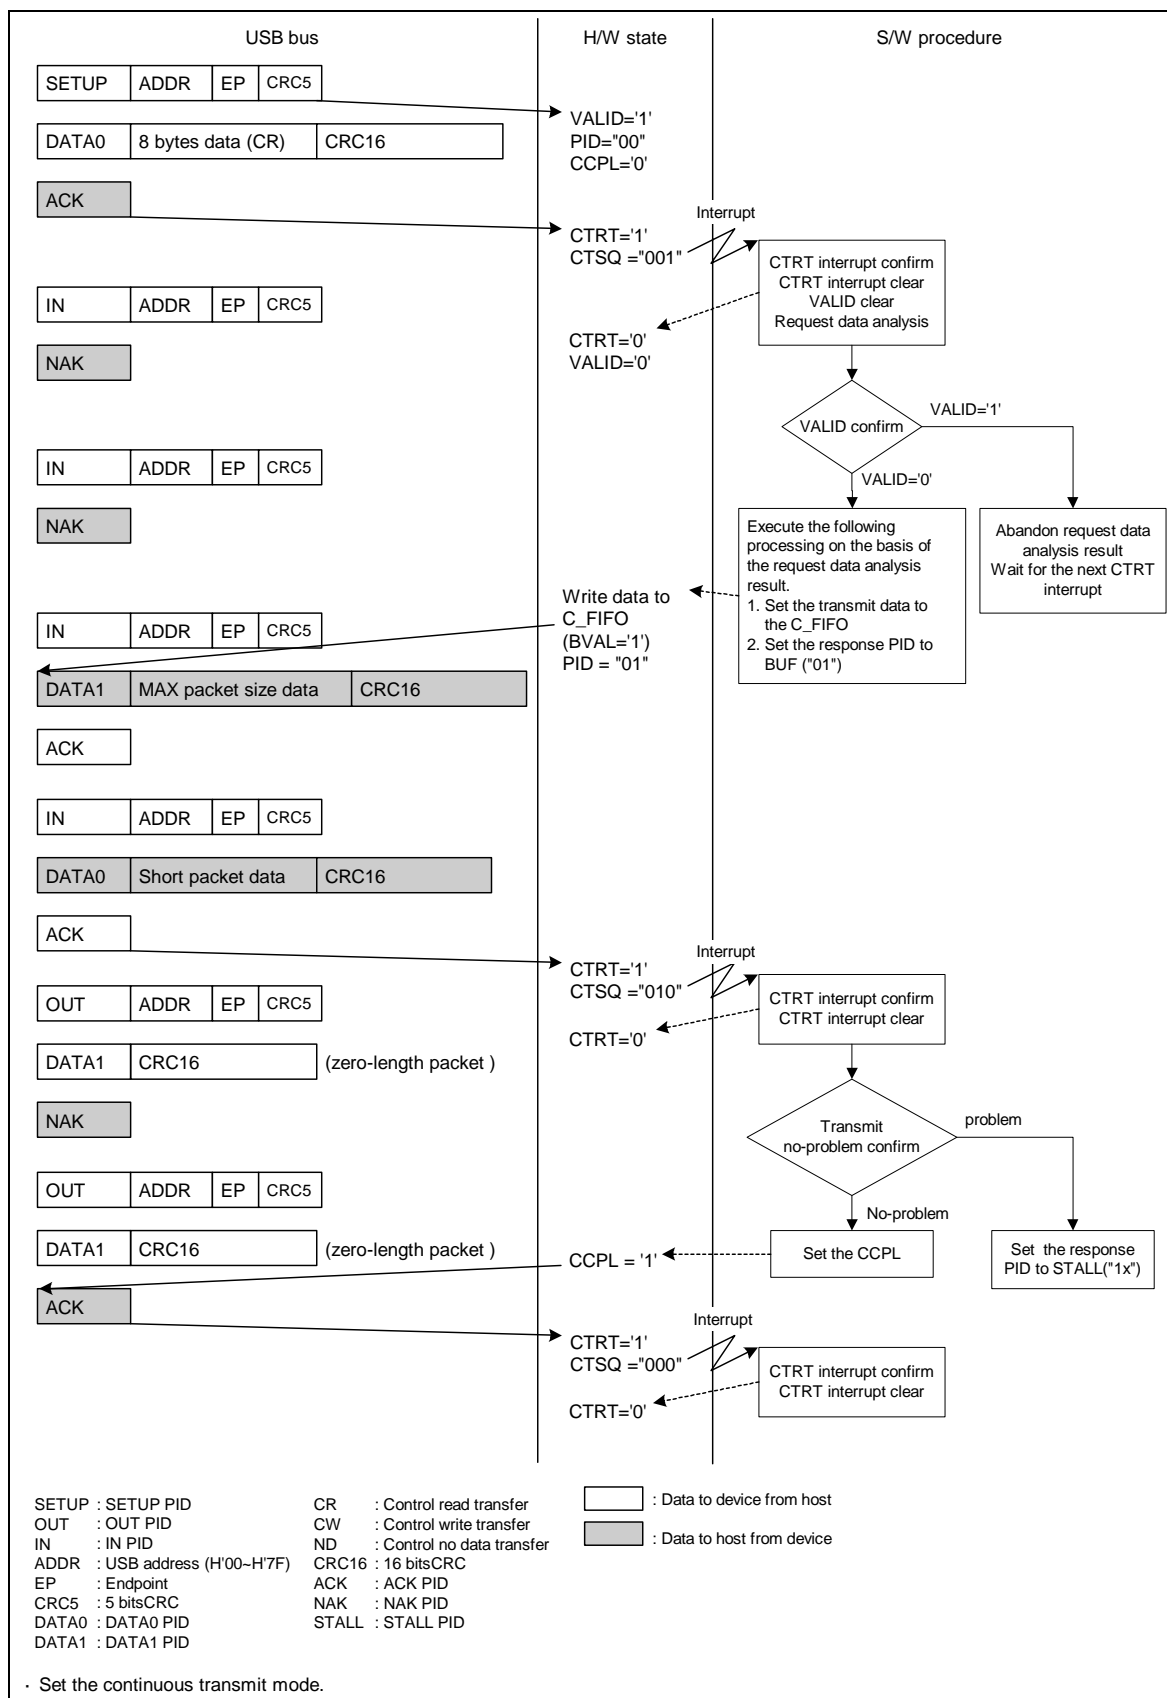 USB bus
H/W state
S/W procedure
SETUP ADDR EP CRC5
VALID='1'
PID="00"
CCPL='0'
DATA0 8 bytes data (CR) CRC16
ACK
Interrupt
CTRT='1'
CTSQ ="001"
CTRT interrupt confirm
CTRT interrupt clear
VALID clear
Request data analysis
IN ADDR EP CRC5
CTRT='0'
VALID='0'
NAK
VALID confirm
VALID='1'
VALID='0'
IN ADDR EP CRC5
NAK
Execute the following
processing on the basis of
the request data analysis
result.
1. Set the transmit data to
the C_FIFO
2. Set the response PID to
BUF ("01")
Abandon request data
analysis result
Wait for the next CTRT
interrupt
Write data to
C_FIFO
(BVAL='1')
PID = "01"
IN ADDR EP CRC5
DATA1 MAX packet size data CRC16
ACK
IN ADDR EP CRC5
DATA0 Short packet data CRC16
ACK
Interrupt
CTRT='1'
CTSQ ="010"
CTRT interrupt confirm
CTRT interrupt clear
OUT ADDR EP CRC5
CTRT='0'
DATA1 CRC16 (zero-length packet )
NAK
Transmit
no-problem confirm
problem
No-problem
OUT ADDR EP CRC5
DATA1 CRC16 (zero-length packet )
CCPL = '1'
Set the CCPL
Set the response
PID to STALL("1x")
ACK
Interrupt
CTRT='1'
CTSQ ="000"
CTRT interrupt confirm
CTRT interrupt clear
CTRT='0'
SETUP : SETUP PID
OUT : OUT PID
IN : IN PID
ADDR : USB address (H'00~H'7F)
EP : Endpoint
CRC5 : 5 bitsCRC
DATA0 : DATA0 PID
DATA1 : DATA1 PID
CR : Control read transfer
CW : Control write transfer
ND : Control no data transfer
CRC16 : 16 bitsCRC
ACK : ACK PID
NAK : NAK PID
STALL : STALL PID
: Data to device from host
: Data to host from device
· Set the continuous transmit mode.